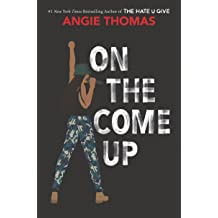 #1 New York Times Bestselling Author of THE HATE U GIVE
ANGIE THOMAS
ON
THE
COME
UP